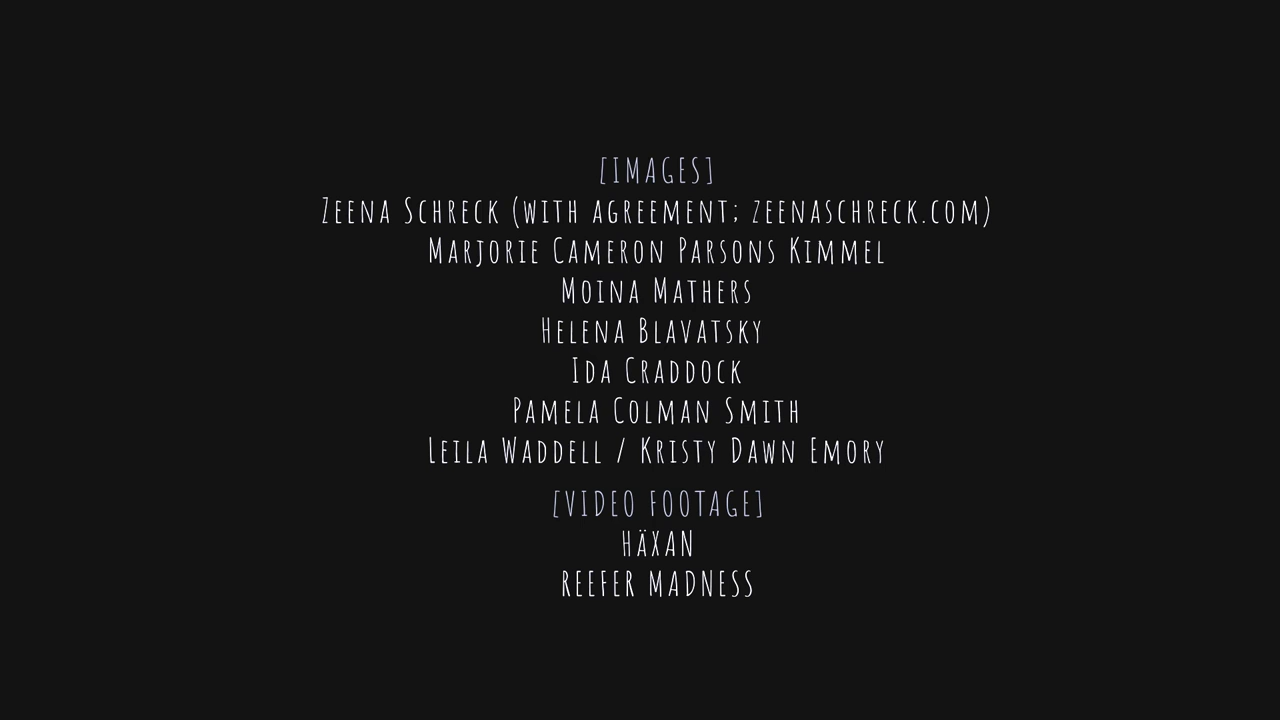 [IMAGES]
Zeena Schreck (with agreement; zeenaschreck.com)
Marjorie Cameron Parsons Kimmel
Moina Mathers
Helena Blavatsky
Ida Craddock
Pamela Colman Smith
Leila Waddell / Kristy Dawn Emory
[VIDEO FOOTAGE]
HÄXAN
REEFER MADNESS